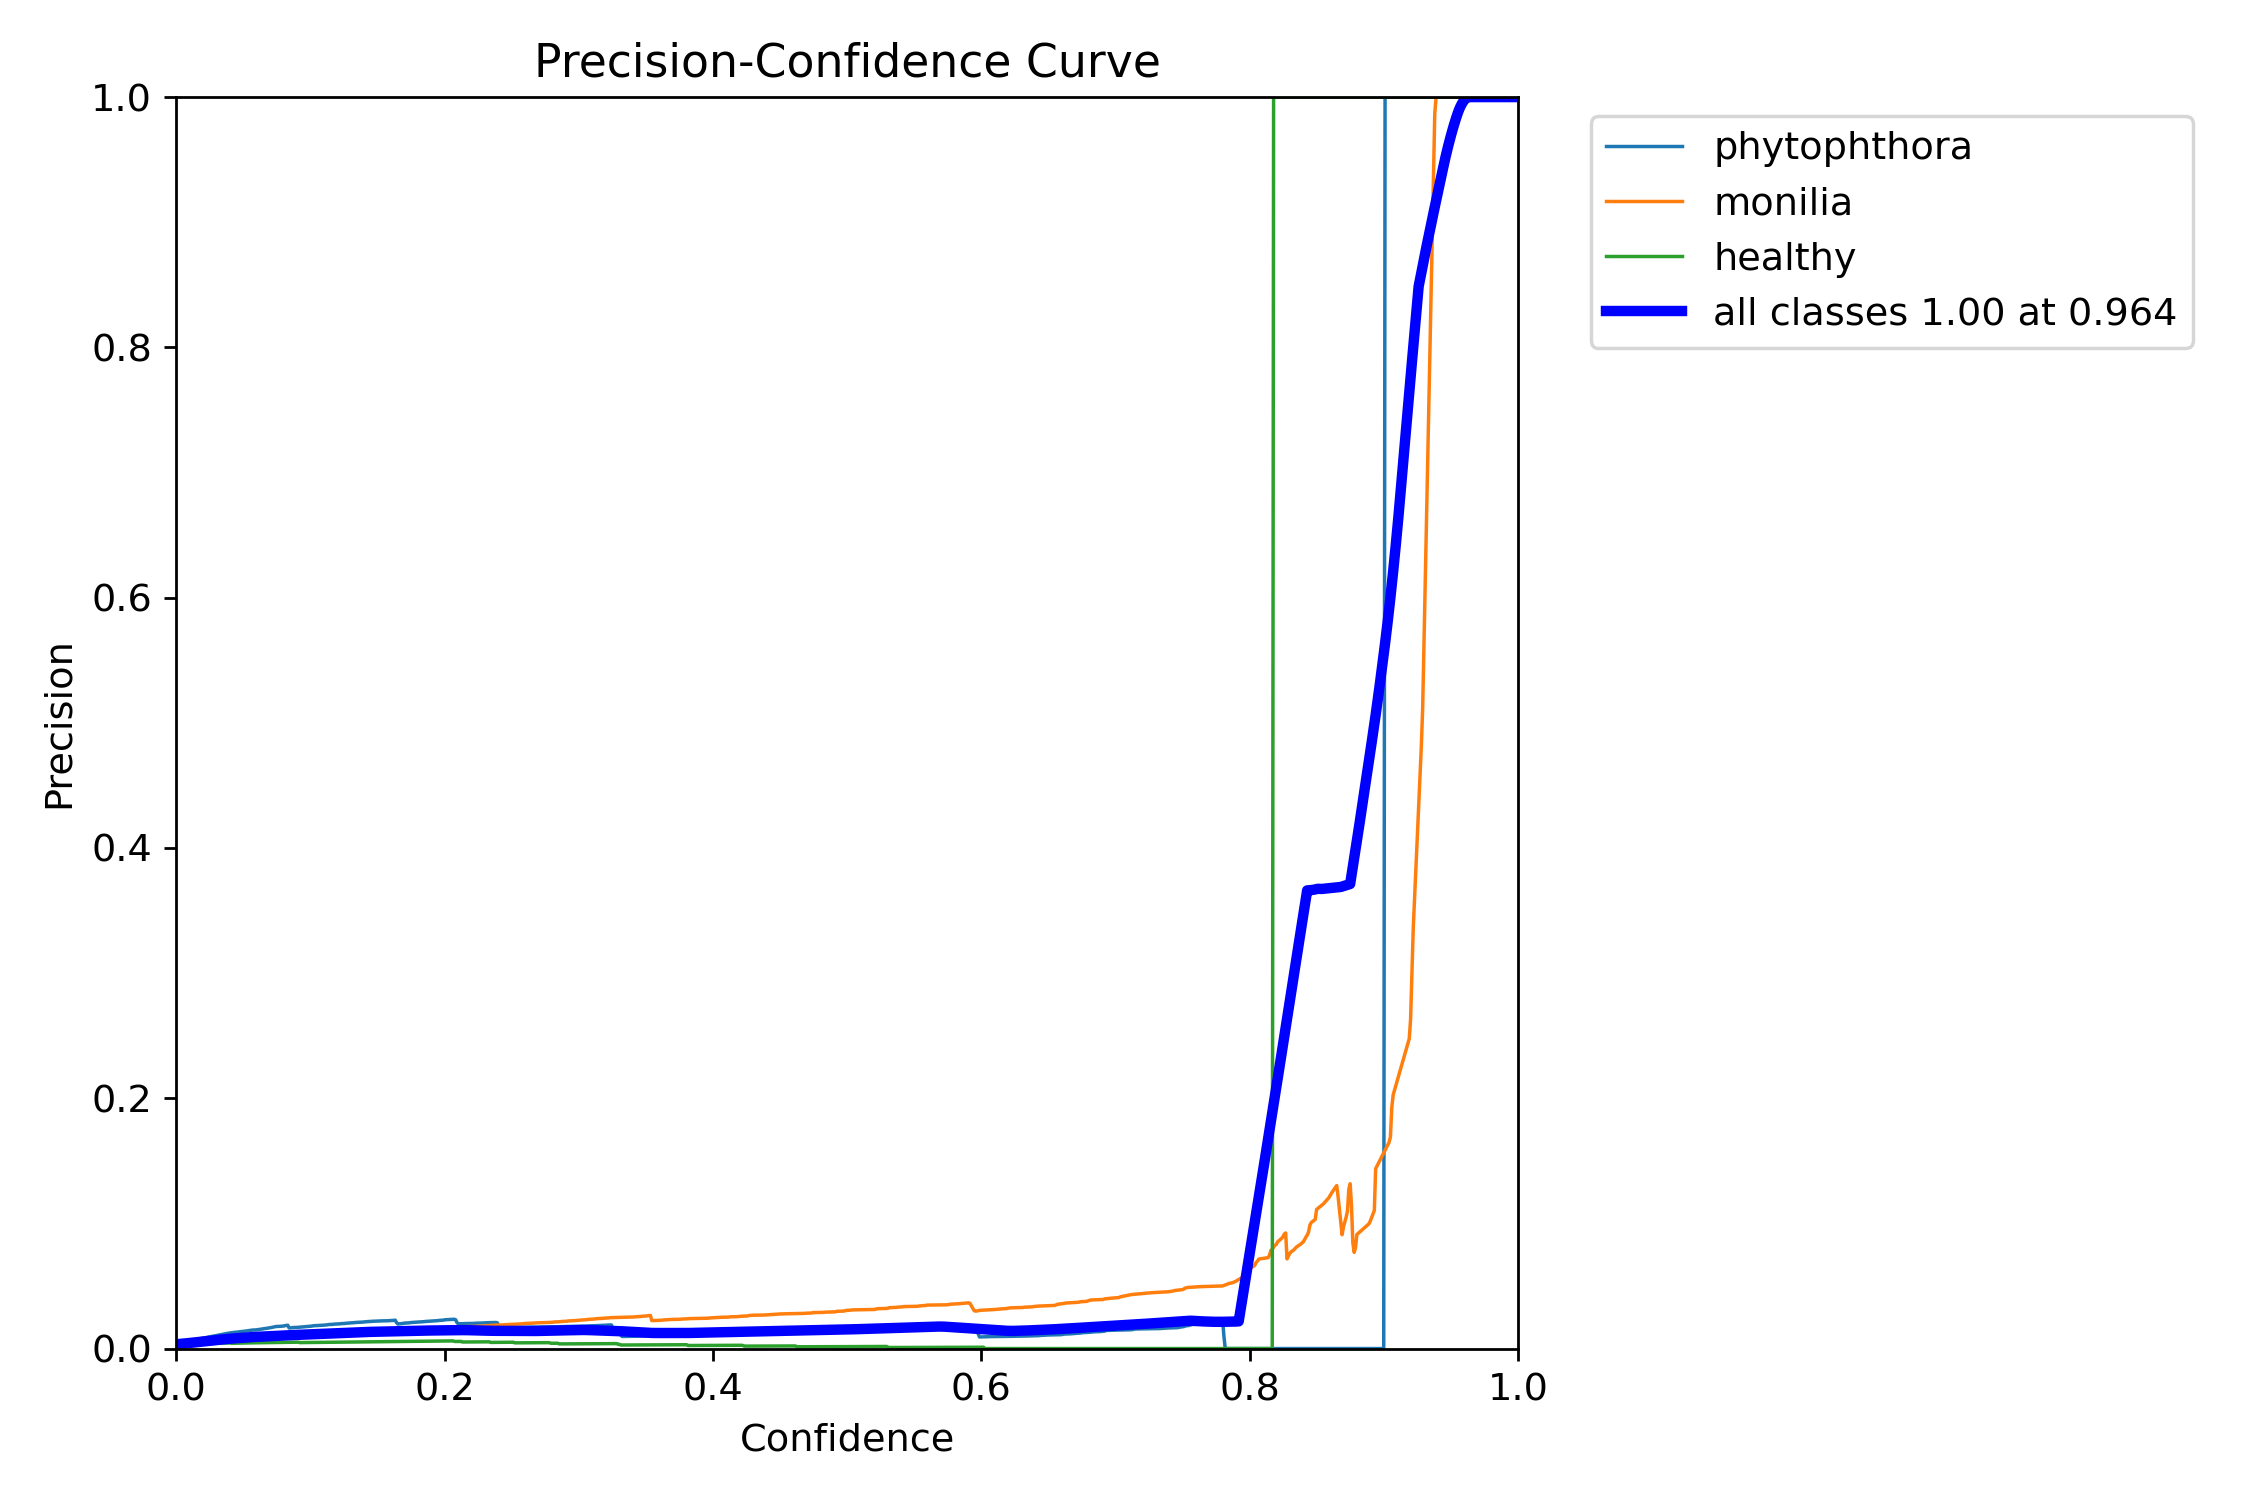 Precision-Confidence Curve
1.0
0.8
0.6
0.4
0.2
0.0
Precision
0.0 0.2 0.4 0.6 0.8 1.0
Confidence
phytophthora
monilia
healthy
all classes 1.00 at 0.964